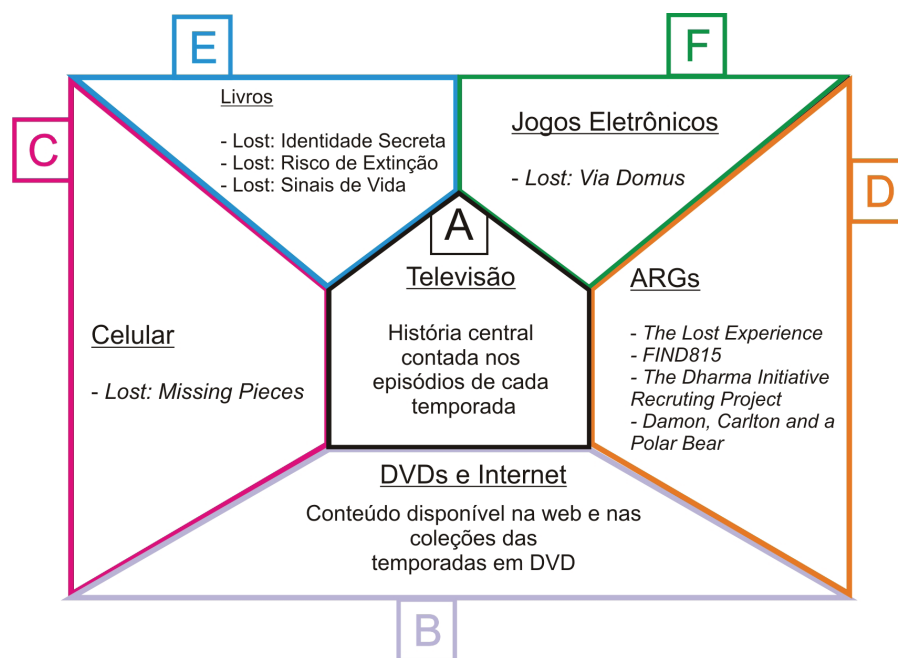 E
Livros
- Lost: Identidade Secreta
- Lost: Risco de Extinção
- Lost: Sinais de Vida
F
Jogos Eletrônicos
- Lost: Via Domus
C
Celular
- Lost: Missing Pieces
A
Televisão
História central
contada nos
episódios de cada
temporada
D
ARGs
- The Lost Experience
- FIND815
- The Dharma Initiative
Recruting Project
- Damon, Carlton and a
Polar Bear
DVDs e Internet
Conteúdo disponível na web e nas
coleções das
temporadas em DVD
B